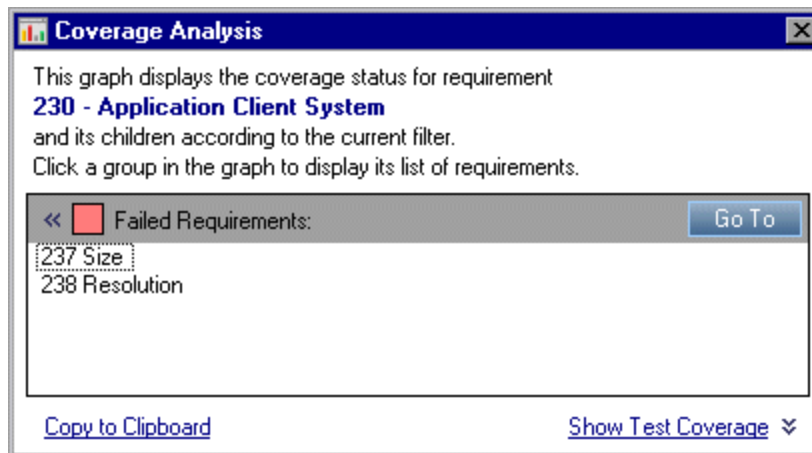 Coverage Analysis
This graph displays the coverage status for requirement
230 - Application Client System
and its children according to the current filter.
Click a group in the graph to display its list of requirements.
« Failed Requirements: Go To
237 Size
238 Resolution
Copy to Clipboard Show Test Coverage